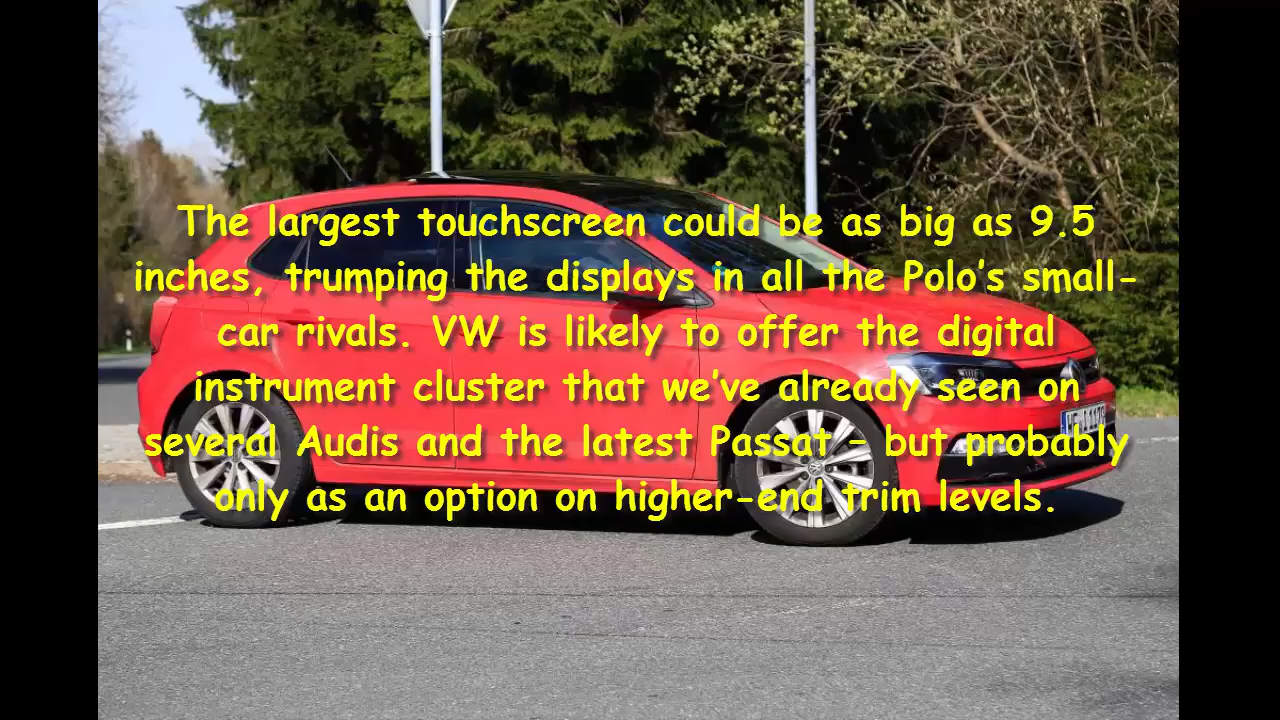 The largest touchscreen could be as big as 9.5
inches, trumping the displays in all the Polo’s small-
car rivals. VW is likely to offer the digital
instrument cluster that we’ve already seen on
several Audis and the latest Passat – but probably
only as an option on higher-end trim levels.